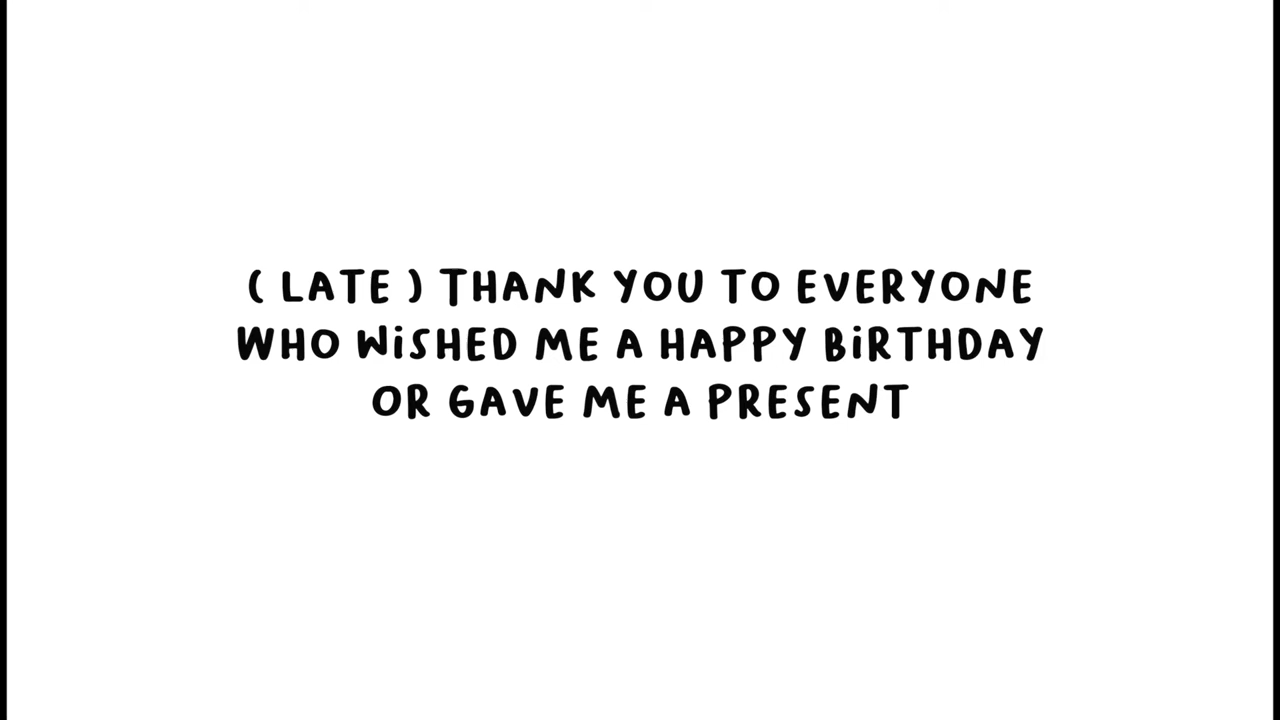 ( LATE ) THANK YOU TO EVERYONE
WHO WiSHED ME A HAPPY BiRTHDAY
OR GAVE ME A PRESENT